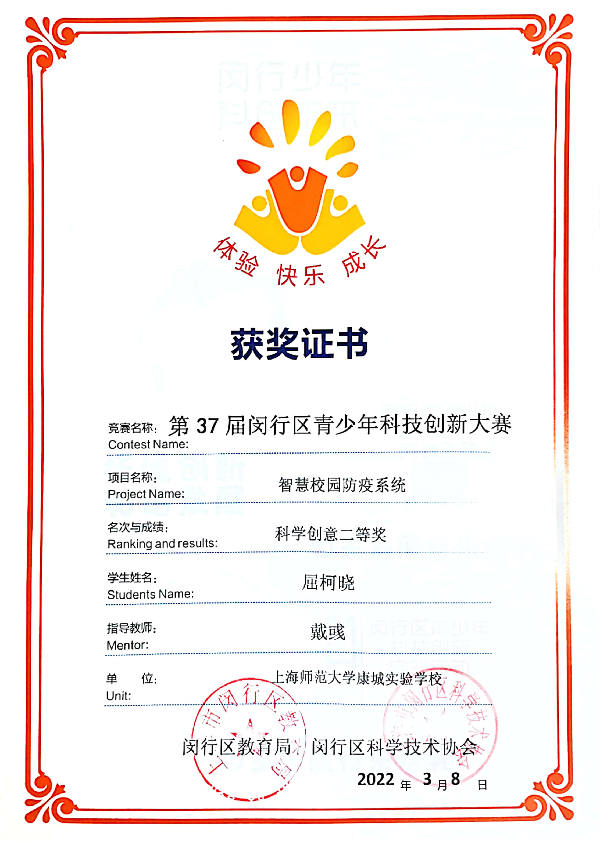 体验 快乐 成长
获奖证书
竞赛名称: 第 37 届闵行区青少年科技创新大赛
Contest Name:
项目名称: 智慧校园防疫系统
Project Name:
名次与成绩: 科学创意二等奖
Ranking and results:
学生姓名: 屈柯晓
Students Name:
指导教师: 戴彧
Mentor:
单 位: 上海师范大学康城实验学校
Unit:
闵行区教育局 闵行区科学技术协会
2022 年 3 月 8 日